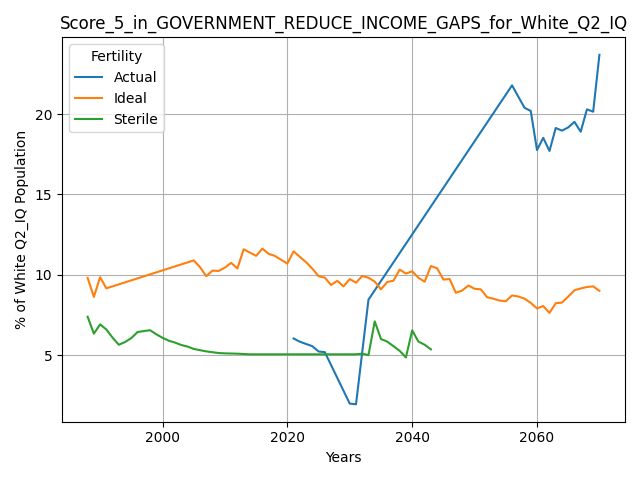 Score_5_in_GOVERNMENT_REDUCE_INCOME_GAPS_for_White_Q2_IQ
Fertility
Actual
Ideal
Sterile
% of White Q2_IQ Population
20
15
10
5
2000
2020
2040
2060
Years